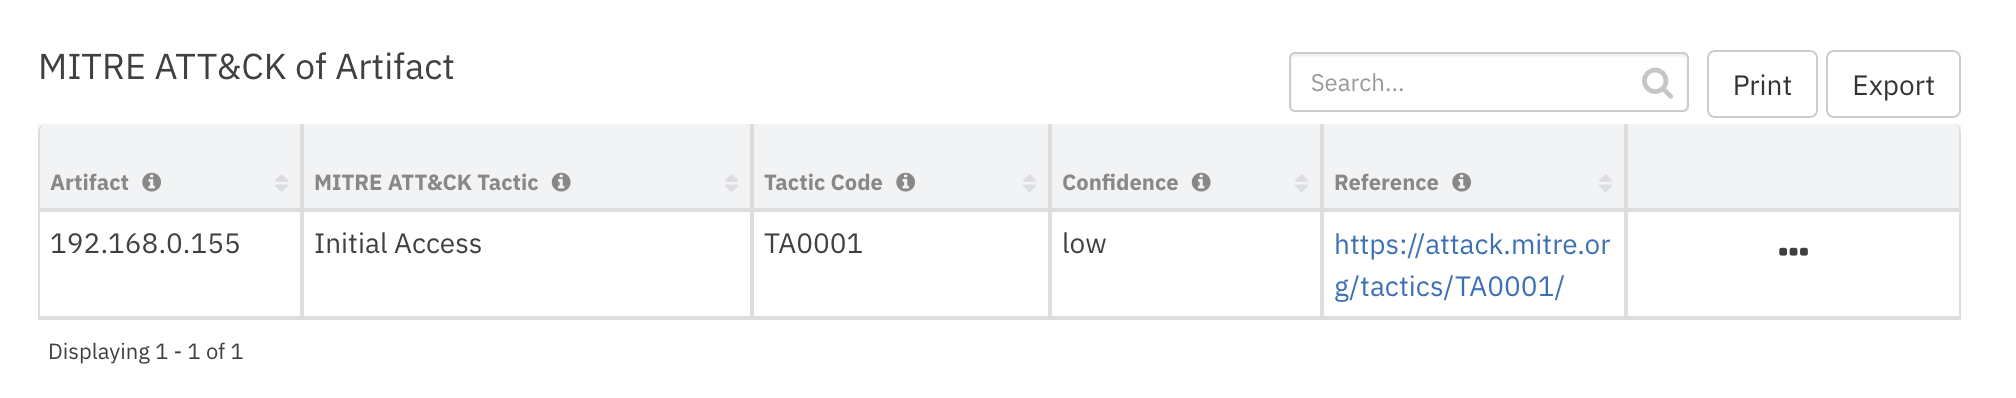 MITRE ATT&CK of Artifact
Search...
Print
Export
Artifact
MITRE ATT&CK Tactic
Tactic Code
Confidence
Reference
192.168.0.155
Initial Access
TA0001
low
https://attack.mitre.or
g/tactics/TA0001/
Displaying 1 - 1 of 1